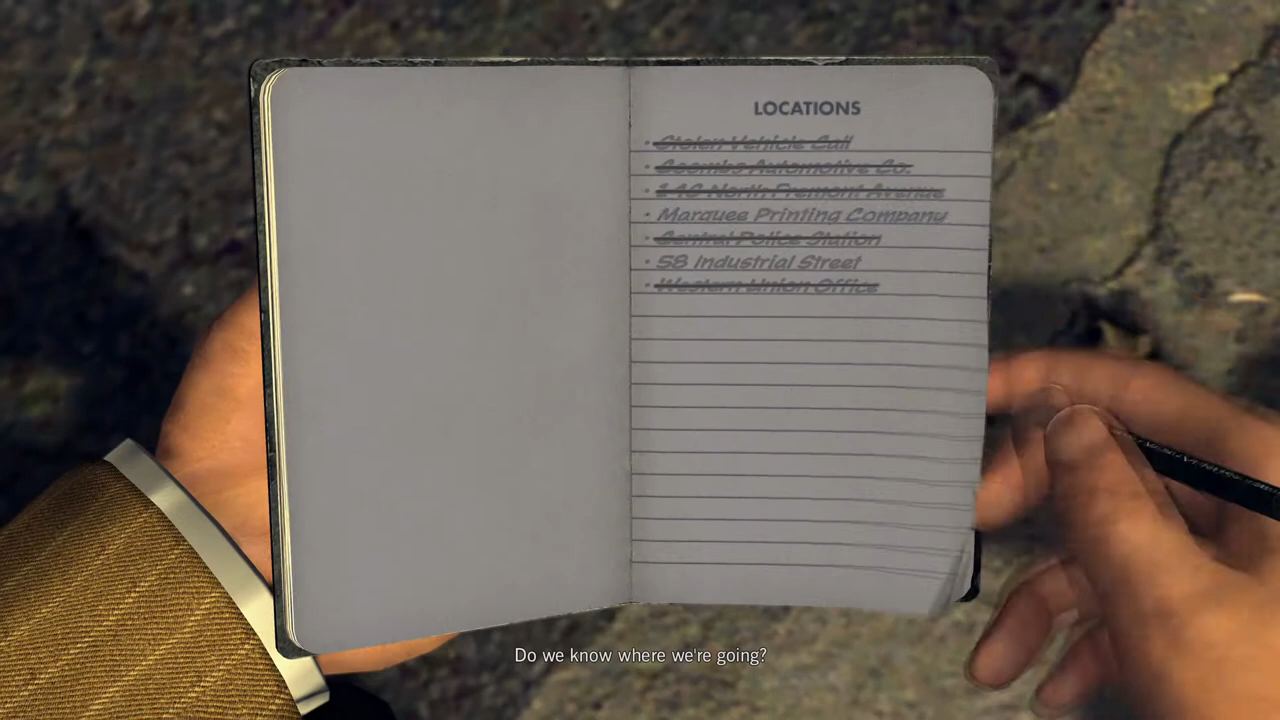 LOCATIONS
• Stolen Vehicle Call
• Coombs Automotive Co.
• 140 North Fremont Avenue
• Marquee Printing Company
• Central Police Station
• 58 Industrial Street
• Western Union Office
Do we know where we're going?